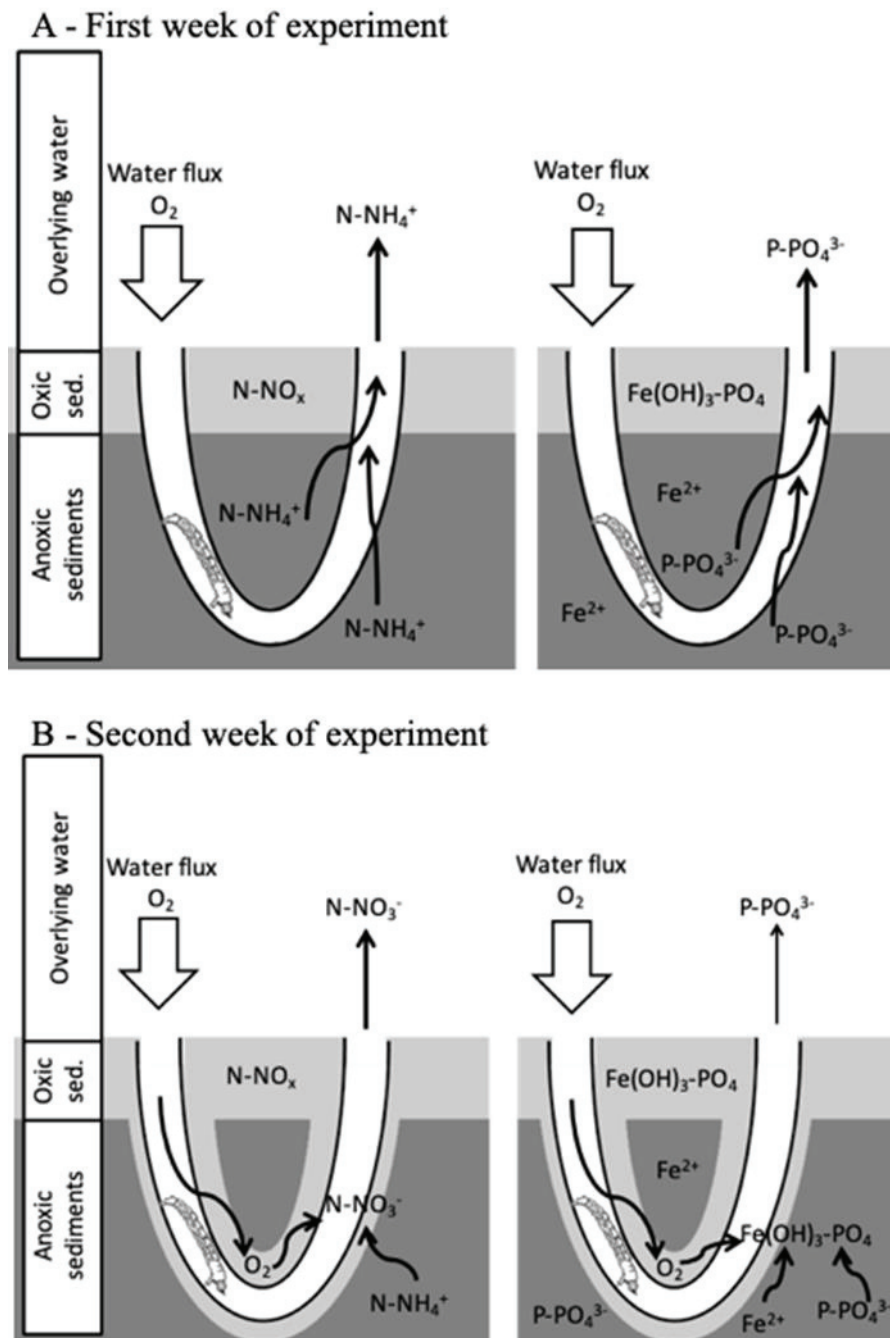 A - First week of experiment
Overlying water
Oxic sed.
Anoxic sediments
Water flux
O₂
N-NH₄⁺
N-NOₓ
N-NH₄⁺
N-NH₄⁺
Water flux
O₂
P-PO₄³⁻
Fe(OH)₃-PO₄
Fe²⁺
P-PO₄³⁻
Fe²⁺
P-PO₄³⁻
B - Second week of experiment
Overlying water
Oxic sed.
Anoxic sediments
Water flux
O₂
N-NO₃⁻
N-NOₓ
N-NO₃⁻
O₂
N-NH₄⁺
Water flux
O₂
P-PO₄³⁻
Fe(OH)₃-PO₄
Fe²⁺
Fe(OH)₃-PO₄
O₂
P-PO₄³⁻
Fe²⁺
P-PO₄³⁻